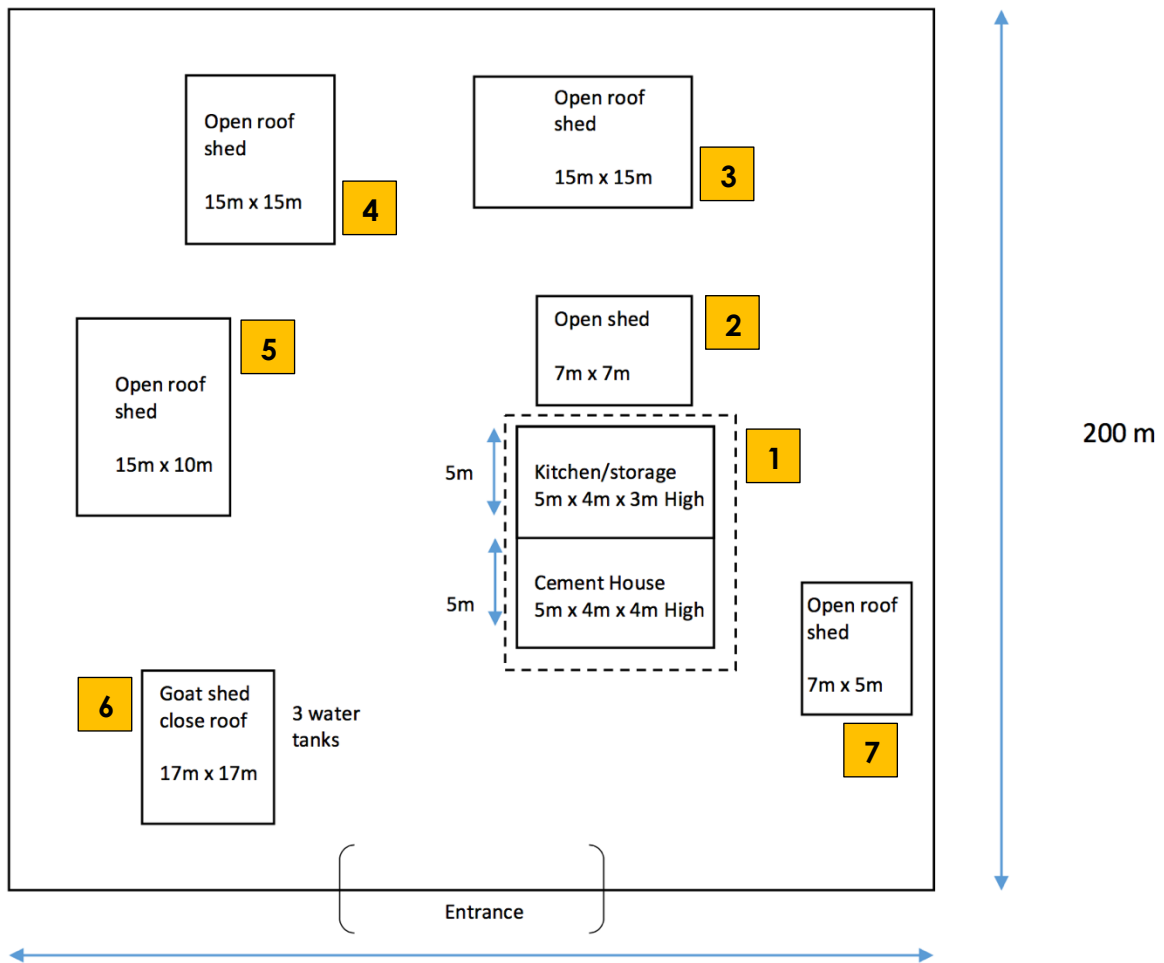 Open roof
shed
15m x 15m
4
Open roof
shed
15m x 15m
3
Open shed
7m x 7m
2
5
Open roof
shed
15m x 10m
200 m
1
5m
Kitchen/storage
5m x 4m x 3m High
5m
Cement House
5m x 4m x 4m High
Open roof
shed
7m x 5m
7
6
Goat shed
close roof
17m x 17m
3 water
tanks
Entrance